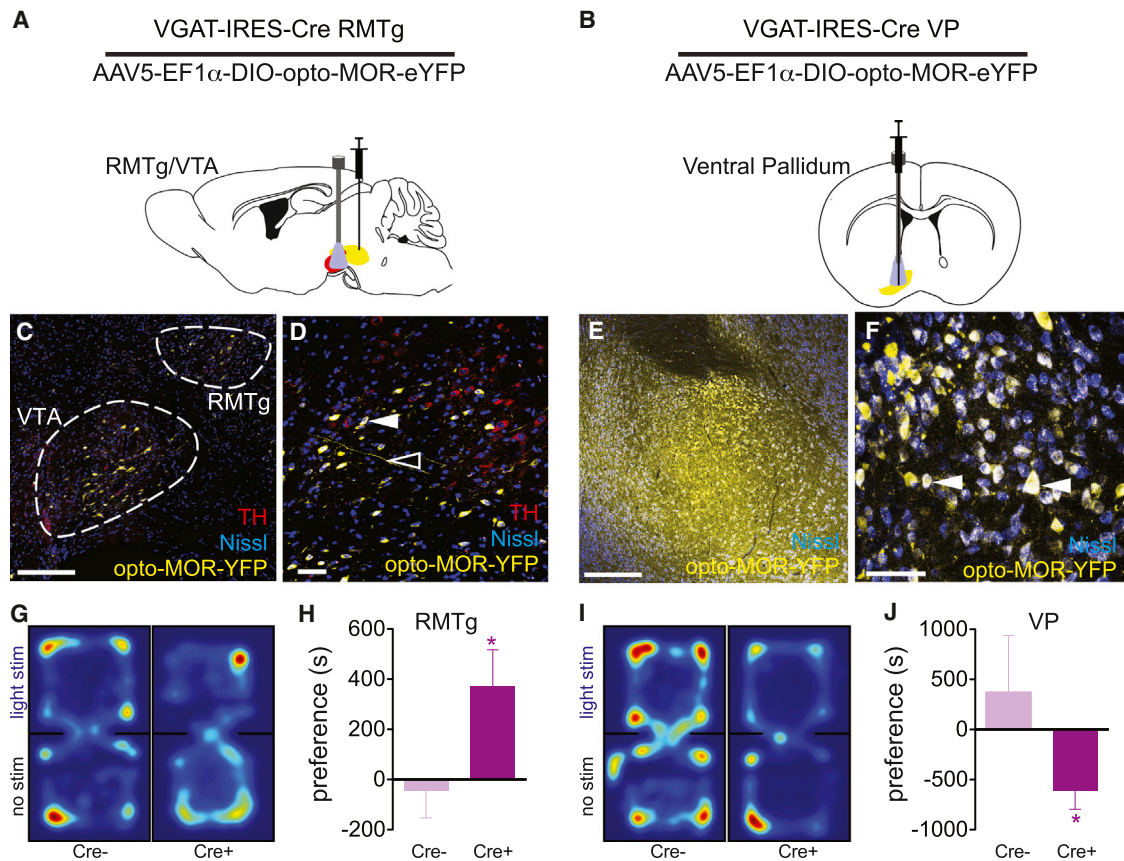 A
VGAT-IRES-Cre RMTg
AAV5-EF1α-DIO-opto-MOR-eYFP
RMTg/VTA
B
VGAT-IRES-Cre VP
AAV5-EF1α-DIO-opto-MOR-eYFP
Ventral Pallidum
C
RMTg
VTA
TH
Nissl
opto-MOR-YFP
D
TH
Nissl
opto-MOR-YFP
E
Nissl
opto-MOR-YFP
F
Nissl
opto-MOR-YFP
G
light stim
no stim
Cre-
Cre+
H
RMTg
preference (s)
600
400
200
0
-200
*
Cre-
Cre+
I
light stim
no stim
Cre-
Cre+
J
VP
preference (s)
1000
500
0
-500
-1000
*
Cre-
Cre+